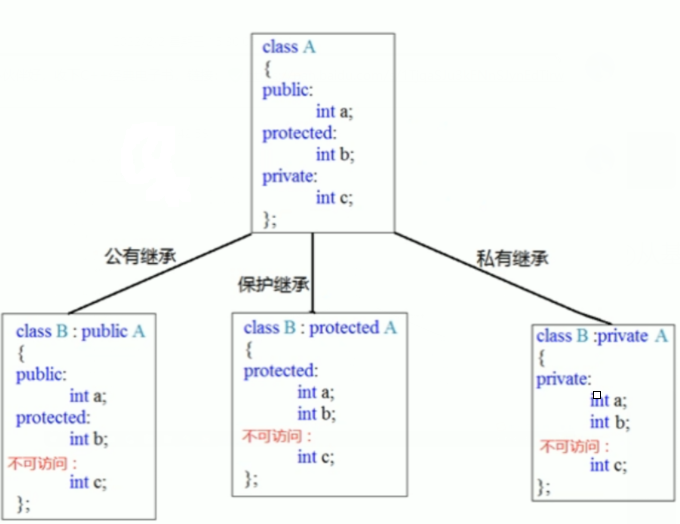 class A
{
public:
int a;
protected:
int b;
private:
int c;
};
公有继承
保护继承
私有继承
class B : public A
{
public:
int a;
protected:
int b;
不可访问：
int c;
};
class B : protected A
{
protected:
int a;
int b;
不可访问：
int c;
};
class B :private A
{
private:
int a;
int b;
不可访问：
int c;
};